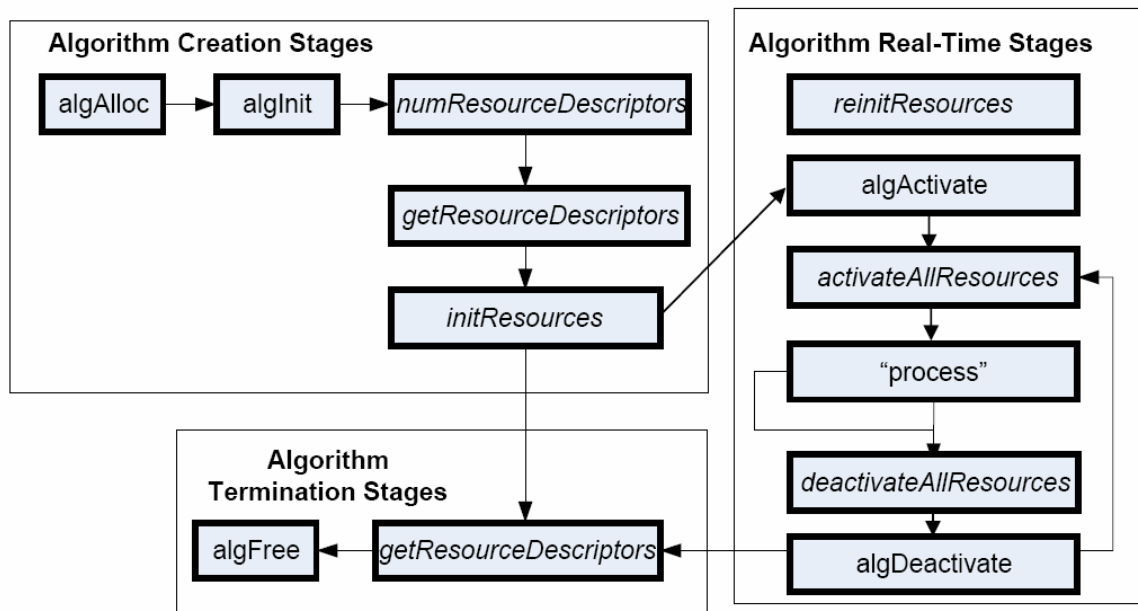 Algorithm Creation Stages
algAlloc
algInit
numResourceDescriptors
getResourceDescriptors
initResources
Algorithm Real-Time Stages
reinitResources
algActivate
activateAllResources
“process”
deactivateAllResources
algDeactivate
Algorithm
Termination Stages
algFree
getResourceDescriptors